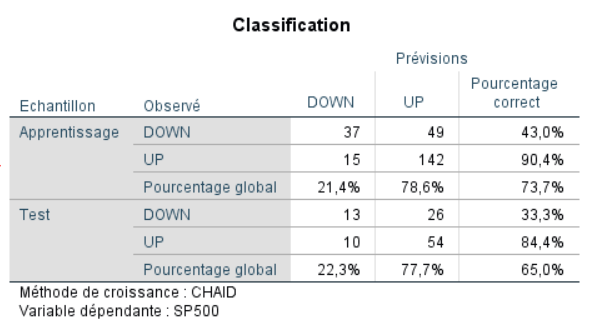 Classification
Prévisions
Echantillon Observé DOWN UP Pourcentage correct
Apprentissage DOWN 37 49 43,0%
UP 15 142 90,4%
Pourcentage global 21,4% 78,6% 73,7%
Test DOWN 13 26 33,3%
UP 10 54 84,4%
Pourcentage global 22,3% 77,7% 65,0%
Méthode de croissance : CHAID
Variable dépendante : SP500